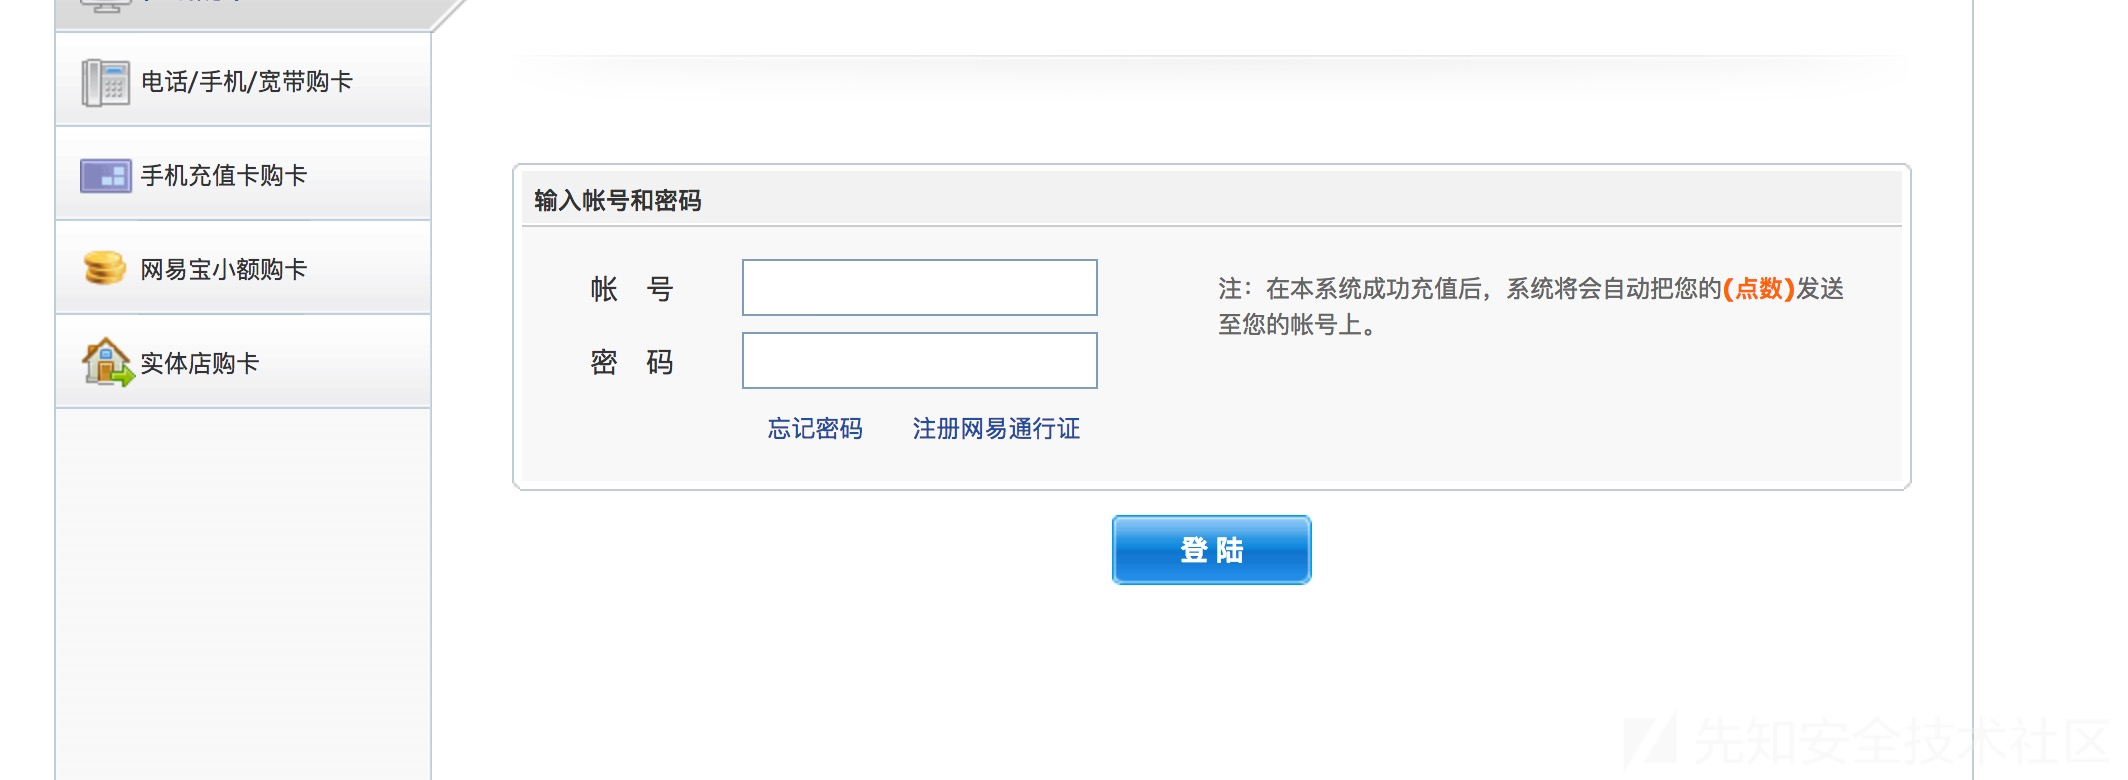 电话/手机/宽带购卡
手机充值卡购卡
网易宝小额购卡
实体店购卡
输入帐号和密码
帐 号
密 码
忘记密码 注册网易通行证
注：在本系统成功充值后，系统将会自动把您的(点数)发送
至您的帐号上。
登 陆
先知安全技术社区